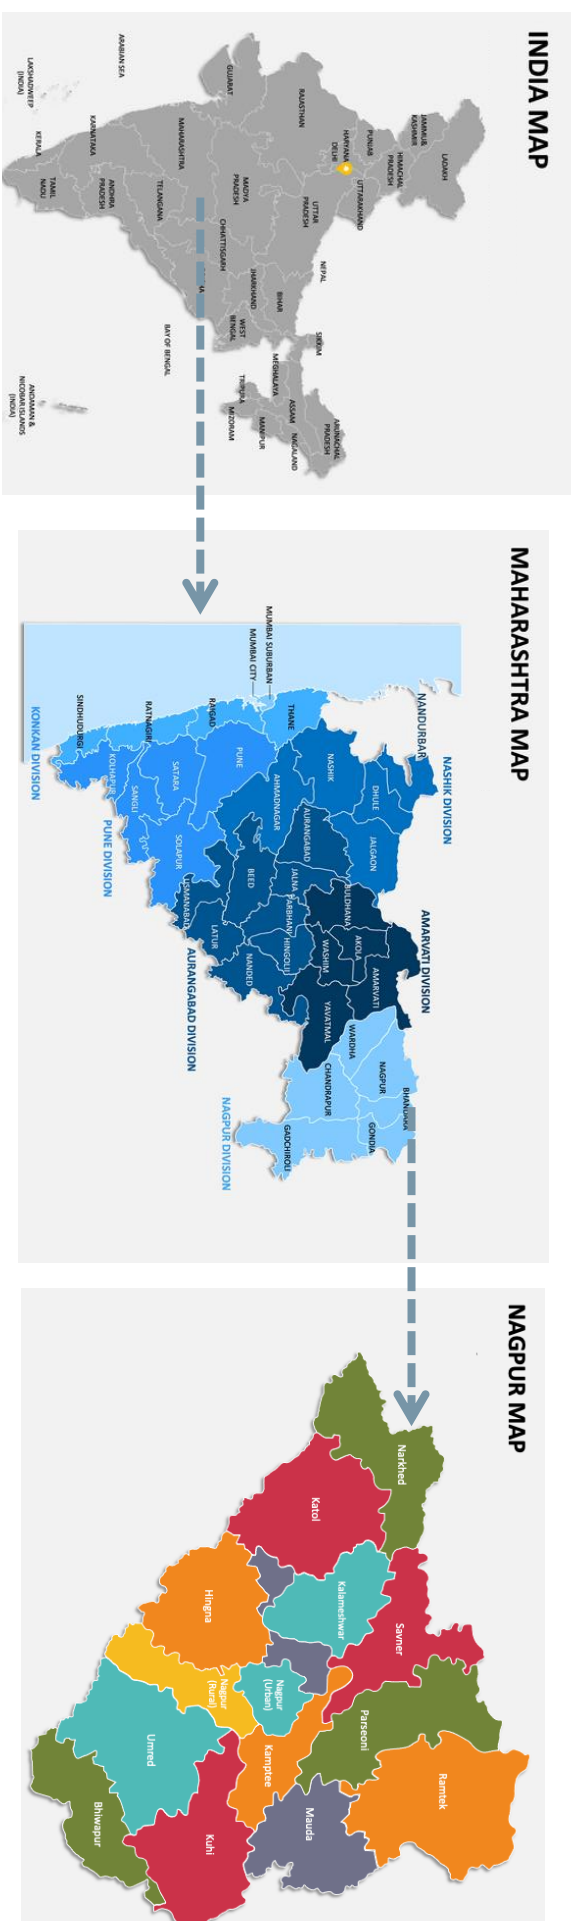 INDIA MAP
LADAKH
JAMMU &
KASHMIR
HIMACHAL
PRADESH
PUNJAB
HARYANA
DELHI
UTTARAKHAND
RAJASTHAN
UTTAR
PRADESH
NEPAL
SIKKIM
ARUNACHAL
PRADESH
BIHAR
ASSAM
NAGALAND
MEGHALAYA
MANIPUR
JHARKHAND
WEST
BENGAL
TRIPURA
MIZORAM
GUJARAT
MADYA
PRADESH
CHHATTISGARH
MAHARASHTRA
TELANGANA
BAY OF BENGAL
ARABIAN SEA
KARNATAKA
ANDHRA
PRADESH
LAKSHADWEEP
(INDIA)
KERALA
TAMIL
NADU
ANDAMAN &
NICOBAR ISLANDS
(INDIA)
MAHARASHTRA MAP
NASHIK DIVISION
NANDURBAR
DHULE
JALGAON
NASHIK
AMARVATI DIVISION
BULDHANA
AKOLA
AMARVATI
WASHIM
YAVATMAL
BHANDARA
NAGPUR
WARDHA
GONDIA
CHANDRAPUR
GADCHIROLI
NAGPUR DIVISION
MUMBAI SUBURBAN
MUMBAI CITY
THANE
AHMADNAGAR
AURANGABAD
JALNA
PARBHANI
HINGOLI
BEED
NANDED
LATUR
USMANABAD
AURANGABAD DIVISION
RAIGAD
PUNE
RATNAGIRI
SATARA
SOLAPUR
SANGLI
KOLHAPUR
SINDHUDURG
PUNE DIVISION
KONKAN DIVISION
NAGPUR MAP
Narkhed
Katol
Savner
Kalameshwar
Parseoni
Ramtek
Hingna
Nagpur
(Urban)
Nagpur
(Rural)
Kamptee
Mauda
Umred
Kuhi
Bhiwapur